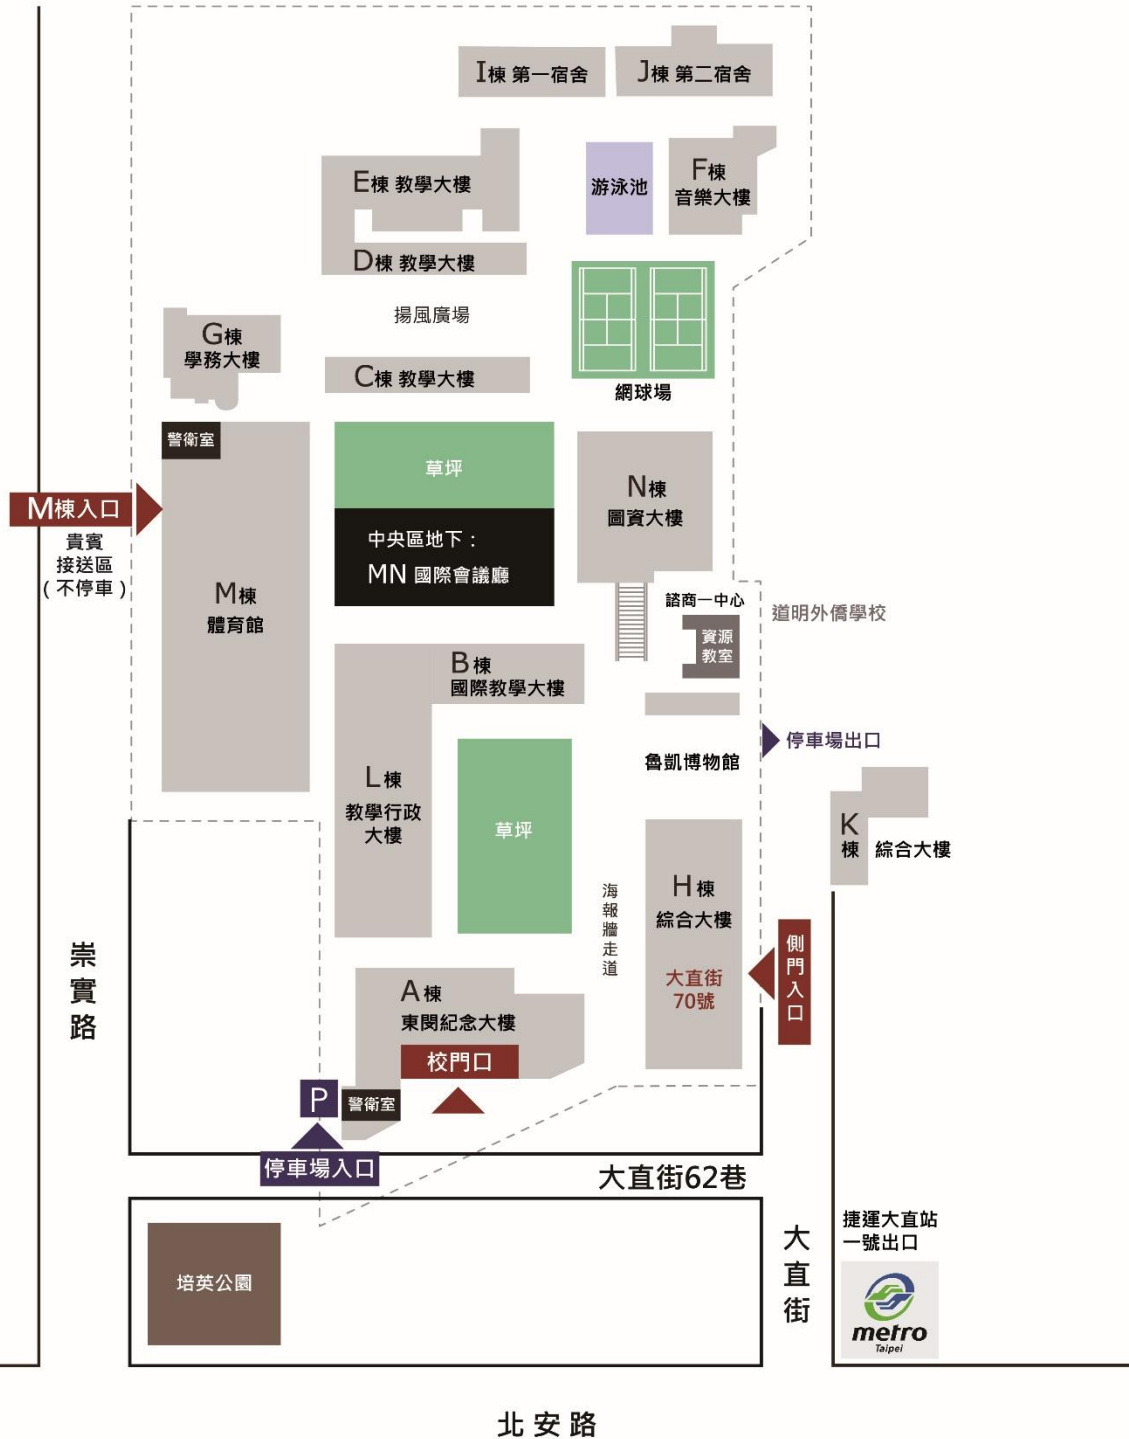 I棟 第一宿舍
J棟 第二宿舍
E棟 教學大樓
游泳池
F棟
音樂大樓
D棟 教學大樓
揚風廣場
G棟
學務大樓
C棟 教學大樓
網球場
警衛室
草坪
M棟入口
貴賓
接送區
(不停車)
N棟
圖資大樓
中央區地下：
MN 國際會議廳
M棟
體育館
諮商一中心
道明外僑學校
資源
教室
B棟
國際教學大樓
停車場出口
魯凱博物館
L棟
教學行政
大樓
草坪
K
棟 綜合大樓
H棟
綜合大樓
海報牆走道
大直街
70號
側門入口
崇實路
A棟
東閔紀念大樓
校門口
P
警衛室
停車場入口
大直街62巷
培英公園
大直街
捷運大直站
一號出口
metro
Taipei
北安路